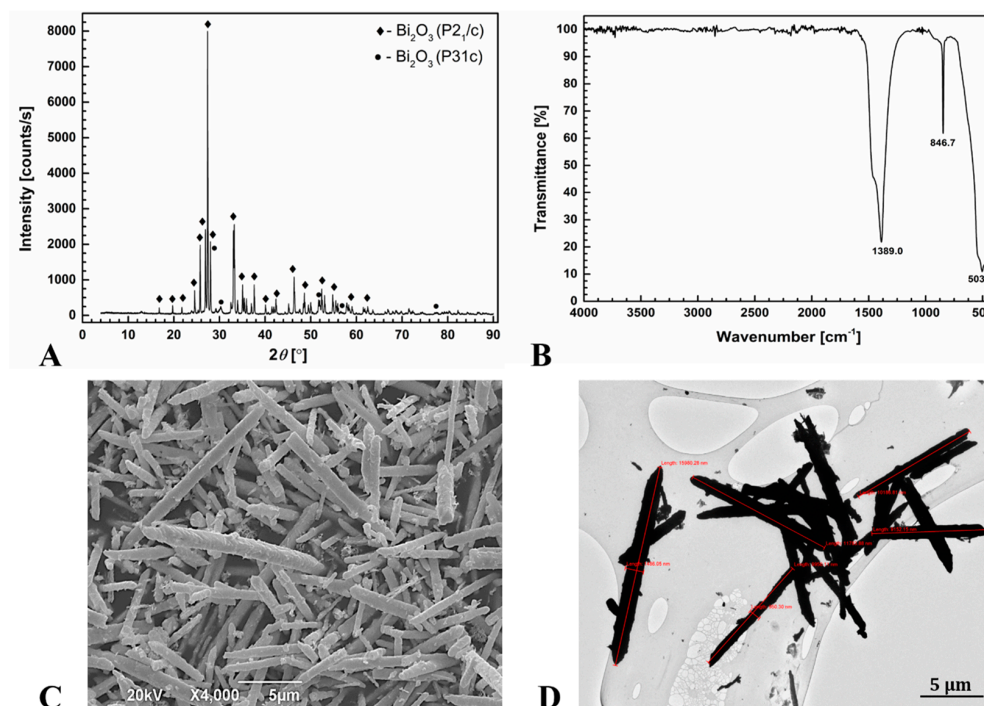 8000
7000
6000
5000
4000
3000
2000
1000
0
Intensity [counts/s]
♦ - Bi₂O₃ (P2₁/c)
● - Bi₂O₃ (P31c)
0 10 20 30 40 50 60 70 80 90
2θ [°]
A
100
90
80
70
60
50
40
30
20
10
0
Transmittance [%]
1389.0
846.7
503
4000 3500 3000 2500 2000 1500 1000 500
Wavenumber [cm⁻¹]
B
C
20kV X4,000 5µm
D
5 µm